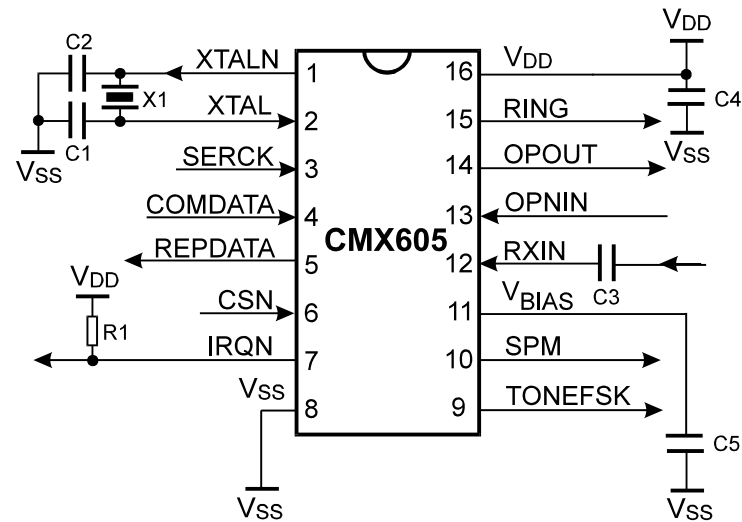 C2
XTALN
1
X1
XTAL
2
C1
VSS
SERCK
3
COMDATA
4
REPDATA
5
VDD
CSN
6
R1
IRQN
7
VSS
8
VSS
CMX605
VDD
16
VDD
C4
VSS
15
RING
14
OPOUT
13
OPNIN
12
RXIN
C3
11
VBIAS
10
SPM
9
TONEFSK
C5
VSS